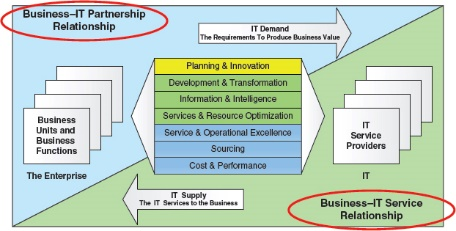 Business–IT Partnership
Relationship
IT Demand
The Requirements To Produce Business Value
Planning & Innovation
Development & Transformation
Information & Intelligence
Services & Resource Optimization
Service & Operational Excellence
Sourcing
Cost & Performance
Business
Units and
Business
Functions
The Enterprise
IT
Service
Providers
IT
IT Supply
The IT Services to the Business
Business–IT Service
Relationship